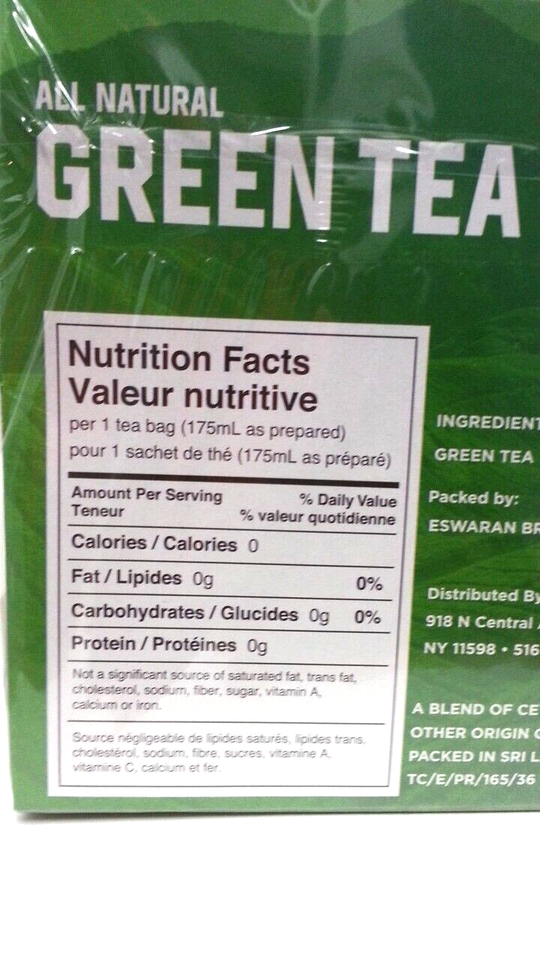 ALL NATURAL
GREEN TEA
Nutrition Facts
Valeur nutritive
per 1 tea bag (175mL as prepared)
pour 1 sachet de thé (175mL as préparé)
Amount Per Serving % Daily Value
Teneur % valeur quotidienne
Calories / Calories 0
Fat / Lipides 0g 0%
Carbohydrates / Glucides 0g 0%
Protein / Protéines 0g
Not a significant source of saturated fat, trans fat,
cholesterol, sodium, fiber, sugar, vitamin A,
calcium or iron.
Source négligeable de lipides saturés, lipides trans,
cholestérol, sodium, fibre, sucres, vitamine A,
vitamine C, calcium et fer.
INGREDIENT
GREEN TEA
Packed by:
ESWARAN BR
Distributed By
918 N Central
NY 11598 • 516
A BLEND OF CE
OTHER ORIGIN
PACKED IN SRI L
TC/E/PR/165/36